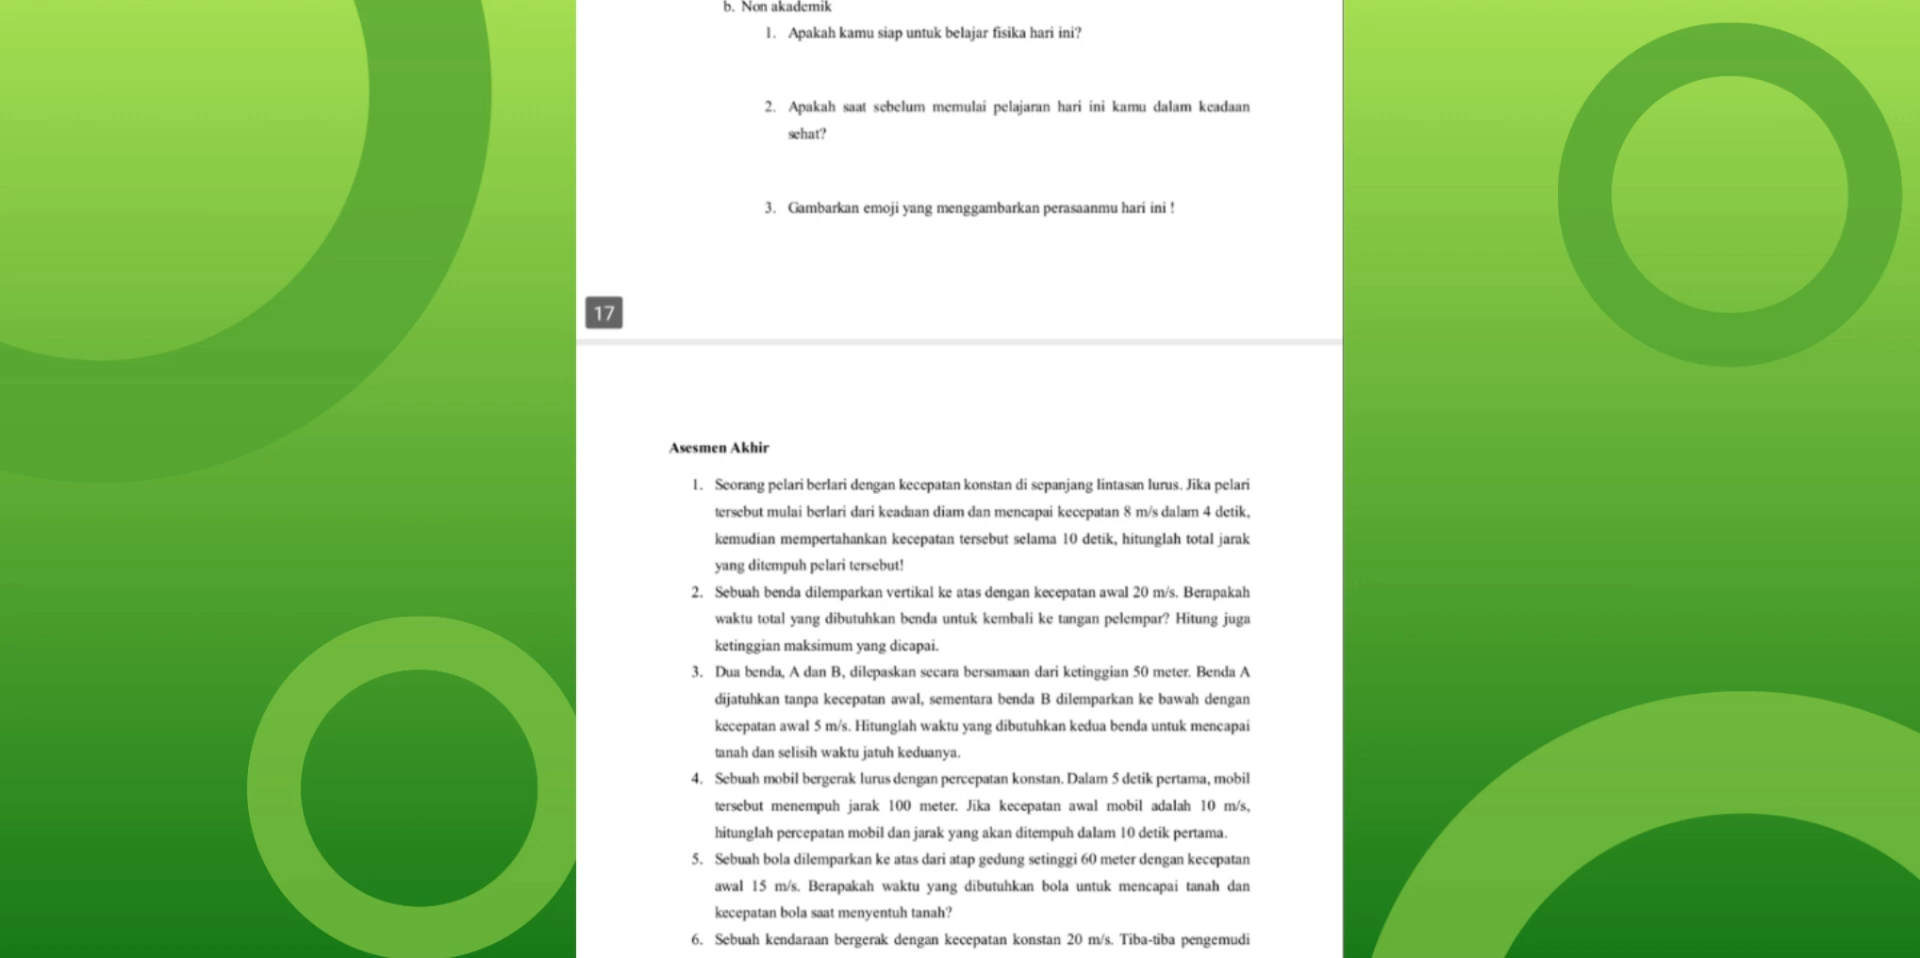 b. Non akademik
1. Apakah kamu siap untuk belajar fisika hari ini?
2. Apakah saat sebelum memulai pelajaran hari ini kamu dalam keadaan
sehat?
3. Gambarkan emoji yang menggambarkan perasaanmu hari ini !
17
Asesmen Akhir
1. Seorang pelari berlari dengan kecepatan konstan di sepanjang lintasan lurus. Jika pelari
tersebut mulai berlari dari keadaan diam dan mencapai kecepatan 8 m/s dalam 4 detik,
kemudian mempertahankan kecepatan tersebut selama 10 detik, hitunglah total jarak
yang ditempuh pelari tersebut!
2. Sebuah benda dilemparkan vertikal ke atas dengan kecepatan awal 20 m/s. Berapakah
waktu total yang dibutuhkan benda untuk kembali ke tangan pelempar? Hitung juga
ketinggian maksimum yang dicapai.
3. Dua benda, A dan B, dilepaskan secara bersamaan dari ketinggian 50 meter. Benda A
dijatuhkan tanpa kecepatan awal, sementara benda B dilemparkan ke bawah dengan
kecepatan awal 5 m/s. Hitunglah waktu yang dibutuhkan kedua benda untuk mencapai
tanah dan selisih waktu jatuh keduanya.
4. Sebuah mobil bergerak lurus dengan percepatan konstan. Dalam 5 detik pertama, mobil
tersebut menempuh jarak 100 meter. Jika kecepatan awal mobil adalah 10 m/s,
hitunglah percepatan mobil dan jarak yang akan ditempuh dalam 10 detik pertama.
5. Sebuah bola dilemparkan ke atas dari atap gedung setinggi 60 meter dengan kecepatan
awal 15 m/s. Berapakah waktu yang dibutuhkan bola untuk mencapai tanah dan
kecepatan bola saat menyentuh tanah?
6. Sebuah kendaraan bergerak dengan kecepatan konstan 20 m/s. Tiba-tiba pengemudi